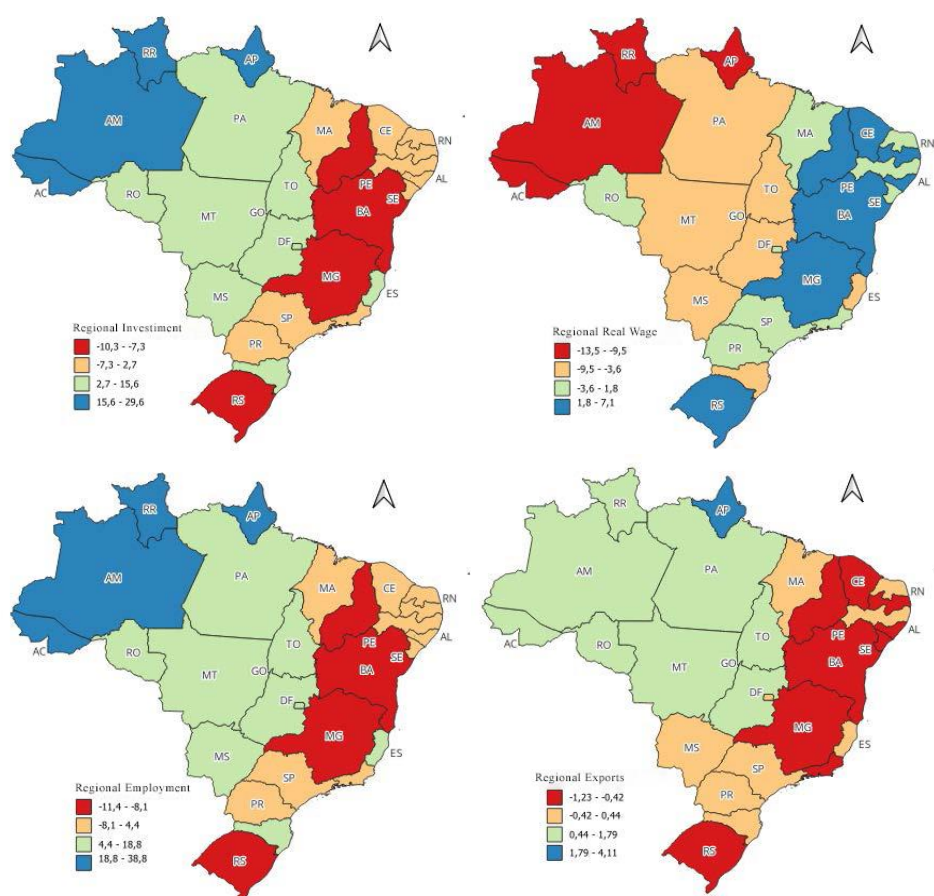 RR
AP
AM
PA
MA
CE
RN
AC
RO
TO
PE
AL
SE
MT
GO
BA
DF
MG
MS
ES
SP
PR
RS
Regional Investiment
-10,3 - -7,3
-7,3 - 2,7
2,7 - 15,6
15,6 - 29,6
RR
AP
AM
PA
MA
CE
RN
AC
RO
TO
PE
AL
SE
MT
GO
BA
DF
MG
MS
ES
SP
PR
RS
Regional Real Wage
-13,5 - -9,5
-9,5 - -3,6
-3,6 - 1,8
1,8 - 7,1
RR
AP
AM
PA
MA
CE
RN
AC
RO
TO
PE
AL
SE
MT
GO
BA
DF
MG
MS
ES
SP
PR
RS
Regional Employment
-11,4 - -8,1
-8,1 - 4,4
4,4 - 18,8
18,8 - 38,8
RR
AP
AM
PA
MA
CE
RN
AC
RO
TO
PE
AL
SE
MT
GO
BA
DF
MG
MS
ES
SP
PR
RS
Regional Exports
-1,23 - -0,42
-0,42 - 0,44
0,44 - 1,79
1,79 - 4,11